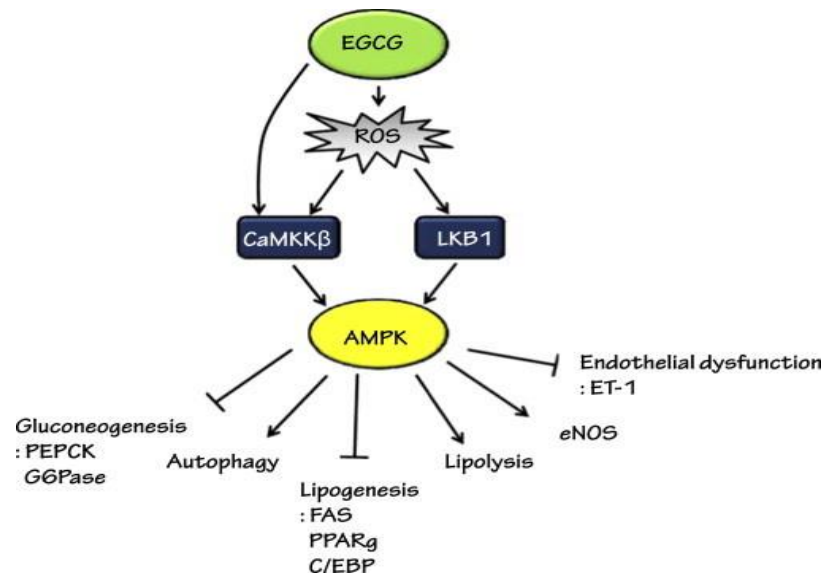 EGCG
ROS
CaMKKβ
LKB1
AMPK
Endothelial dysfunction
: ET-1
eNOS
Gluconeogenesis
: PEPCK
G6Pase
Autophagy
Lipolysis
Lipogenesis
: FAS
PPARg
C/EBP